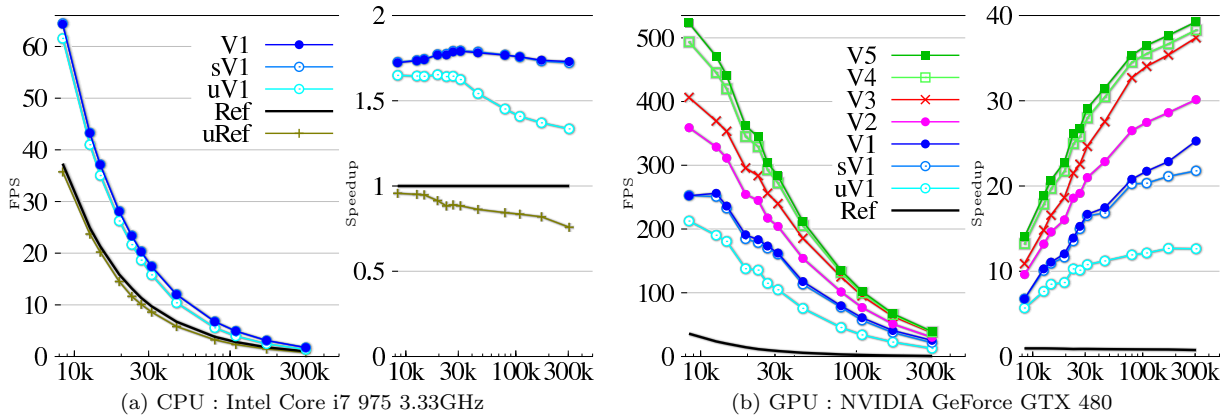 60
50
40
30
20
10
0
FPS
V1
sV1
uV1
Ref
uRef
10k 30k 100k 300k
2
1.5
1
0.5
0
Speedup
10k 30k 100k 300k
(a) CPU : Intel Core i7 975 3.33GHz
500
400
300
200
100
0
FPS
V5
V4
V3
V2
V1
sV1
uV1
Ref
10k 30k 100k 300k
40
30
20
10
0
Speedup
10k 30k 100k 300k
(b) GPU : NVIDIA GeForce GTX 480